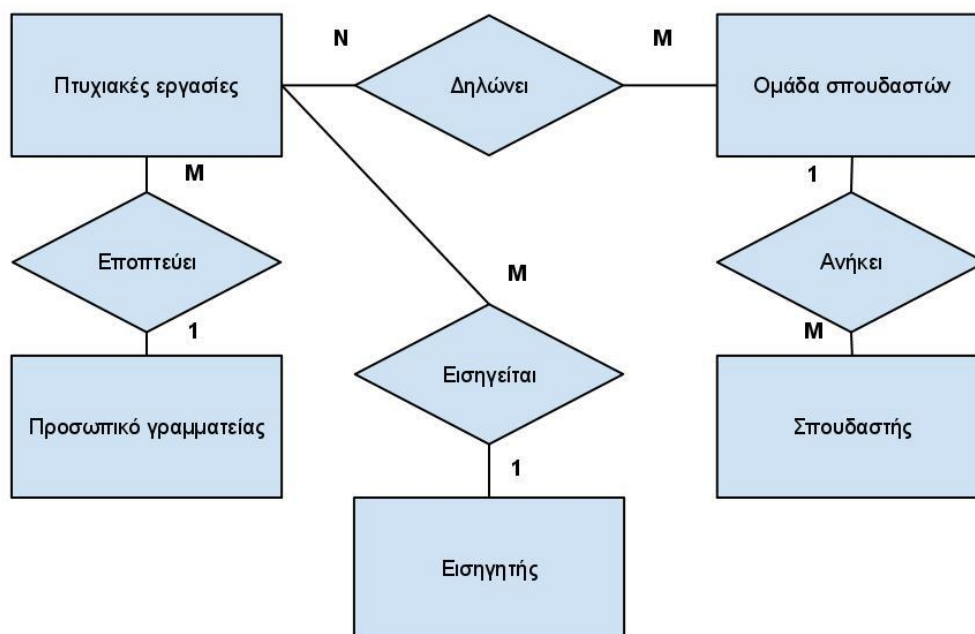 N
M
Πτυχιακές εργασίες
Δηλώνει
Ομάδα σπουδαστών
M
1
Εποπτεύει
Ανήκει
M
1
M
Εισηγείται
Προσωπικό γραμματείας
Σπουδαστής
1
Εισηγητής